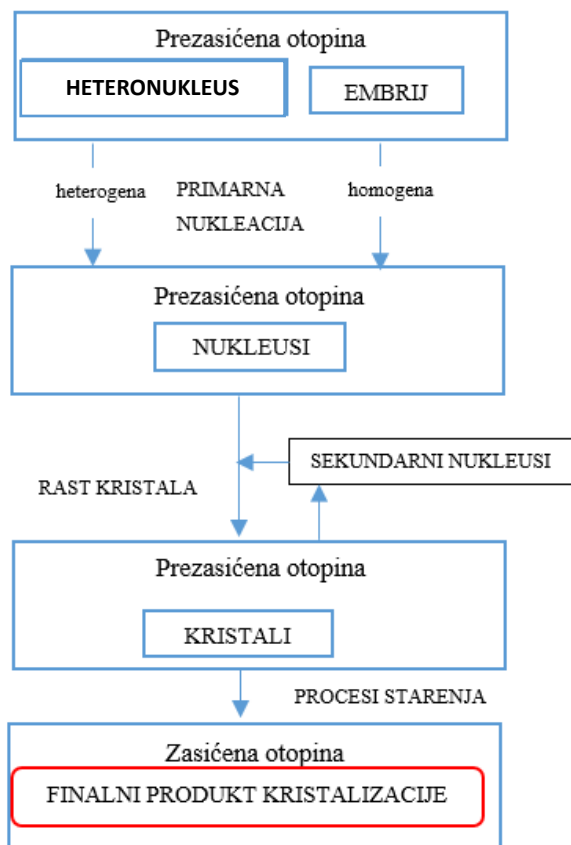 Prezasićena otopina
HETERONUKLEUS
EMBRIJ
heterogena
PRIMARNA
NUKLEACIJA
homogena
Prezasićena otopina
NUKLEUSI
SEKUNDARNI NUKLEUSI
RAST KRISTALA
Prezasićena otopina
KRISTALI
PROCESI STARENJA
Zasićena otopina
FINALNI PRODUKT KRISTALIZACIJE